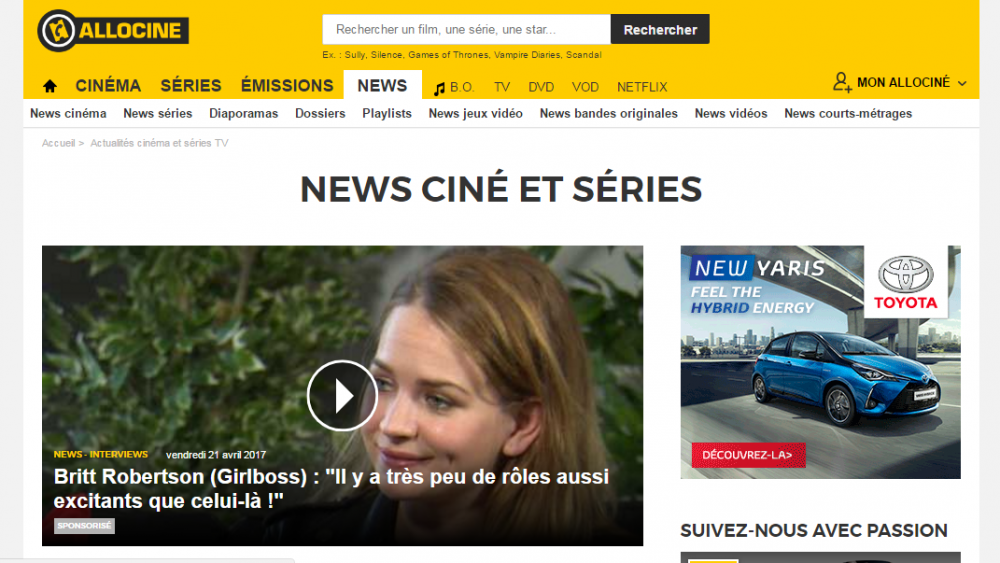 ALLOCINE
Rechercher un film, une série, une star...
Rechercher
Ex. : Sully, Silence, Games of Thrones, Vampire Diaries, Scandal
CINÉMA SÉRIES ÉMISSIONS NEWS B.O. TV DVD VOD NETFLIX
MON ALLOCINÉ
News cinéma News séries Diaporamas Dossiers Playlists News jeux vidéo News bandes originales News vidéos News courts-métrages
Accueil > Actualités cinéma et séries TV
NEWS CINÉ ET SÉRIES
NEWS - INTERVIEWS vendredi 21 avril 2017
Britt Robertson (Girlboss) : "Il y a très peu de rôles aussi
excitants que celui-là !"
SPONSORISÉ
NEW YARIS
FEEL THE
HYBRID ENERGY
TOYOTA
DÉCOUVREZ-LA>
SUIVEZ-NOUS AVEC PASSION